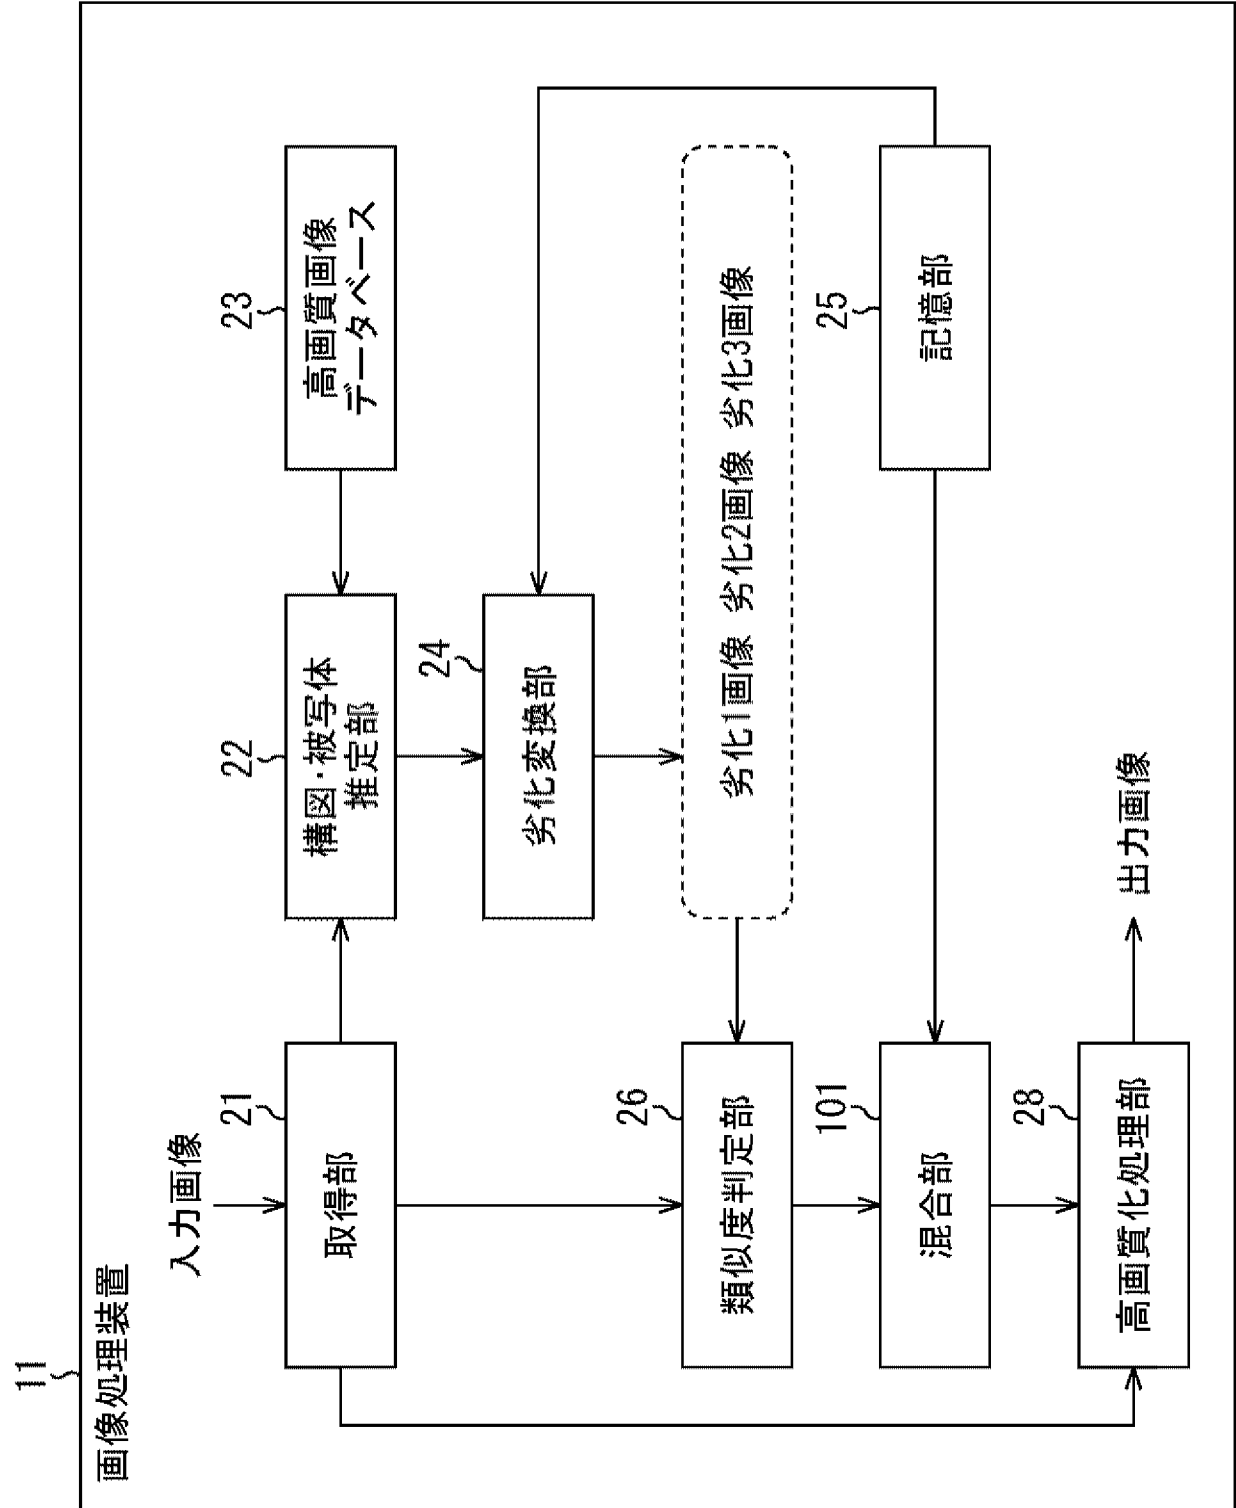 11
画像処理装置
入力画像
21
取得部
22
構図・被写体
推定部
23
高画質画像
データベース
24
劣化変換部
劣化1画像 劣化2画像 劣化3画像
25
記憶部
26
類似度判定部
101
混合部
28
高画質化処理部
出力画像